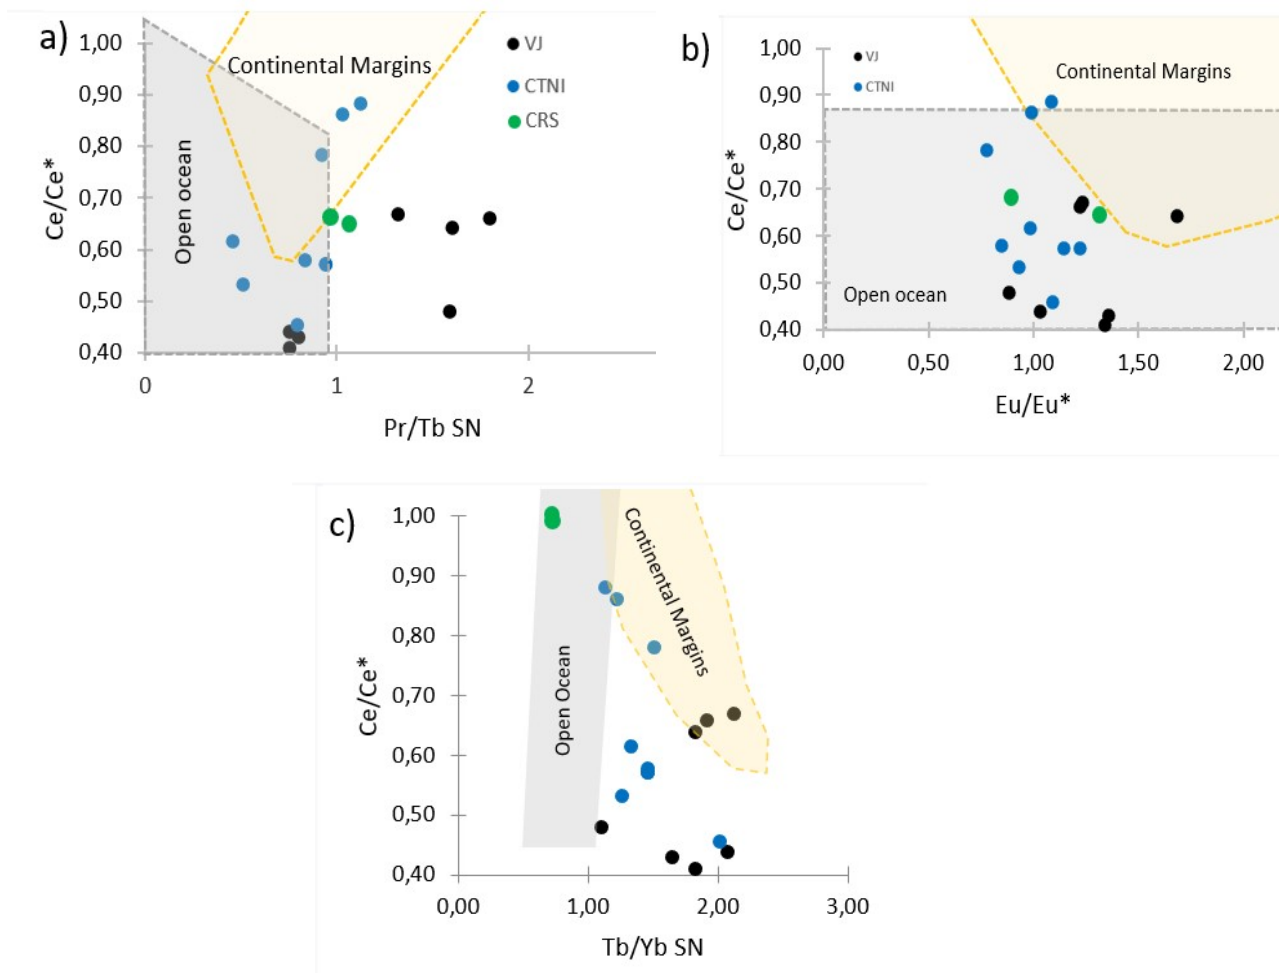 a)
1,00
0,90
0,80
0,70
0,60
0,50
0,40
Ce/Ce*
Continental Margins
Open ocean
VJ
CTNI
CRS
0
1
2
Pr/Tb SN
b)
1,00
0,90
0,80
0,70
0,60
0,50
0,40
Ce/Ce*
VJ
CTNI
Continental Margins
Open ocean
0,00
0,50
1,00
1,50
2,00
Eu/Eu*
c)
1,00
0,90
0,80
0,70
0,60
0,50
0,40
Ce/Ce*
Open Ocean
Continental Margins
0,00
1,00
2,00
3,00
Tb/Yb SN